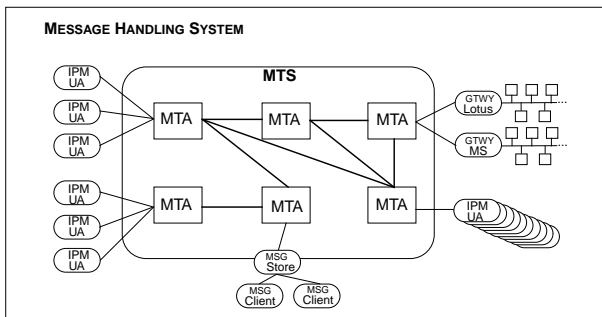 MESSAGE HANDLING SYSTEM
MTS
IPM
UA
IPM
UA
IPM
UA
MTA
MTA
MTA
GTWY
Lotus
GTWY
MS
IPM
UA
IPM
UA
IPM
UA
MTA
MTA
MTA
IPM
UA
MSG
Store
MSG
Client
MSG
Client